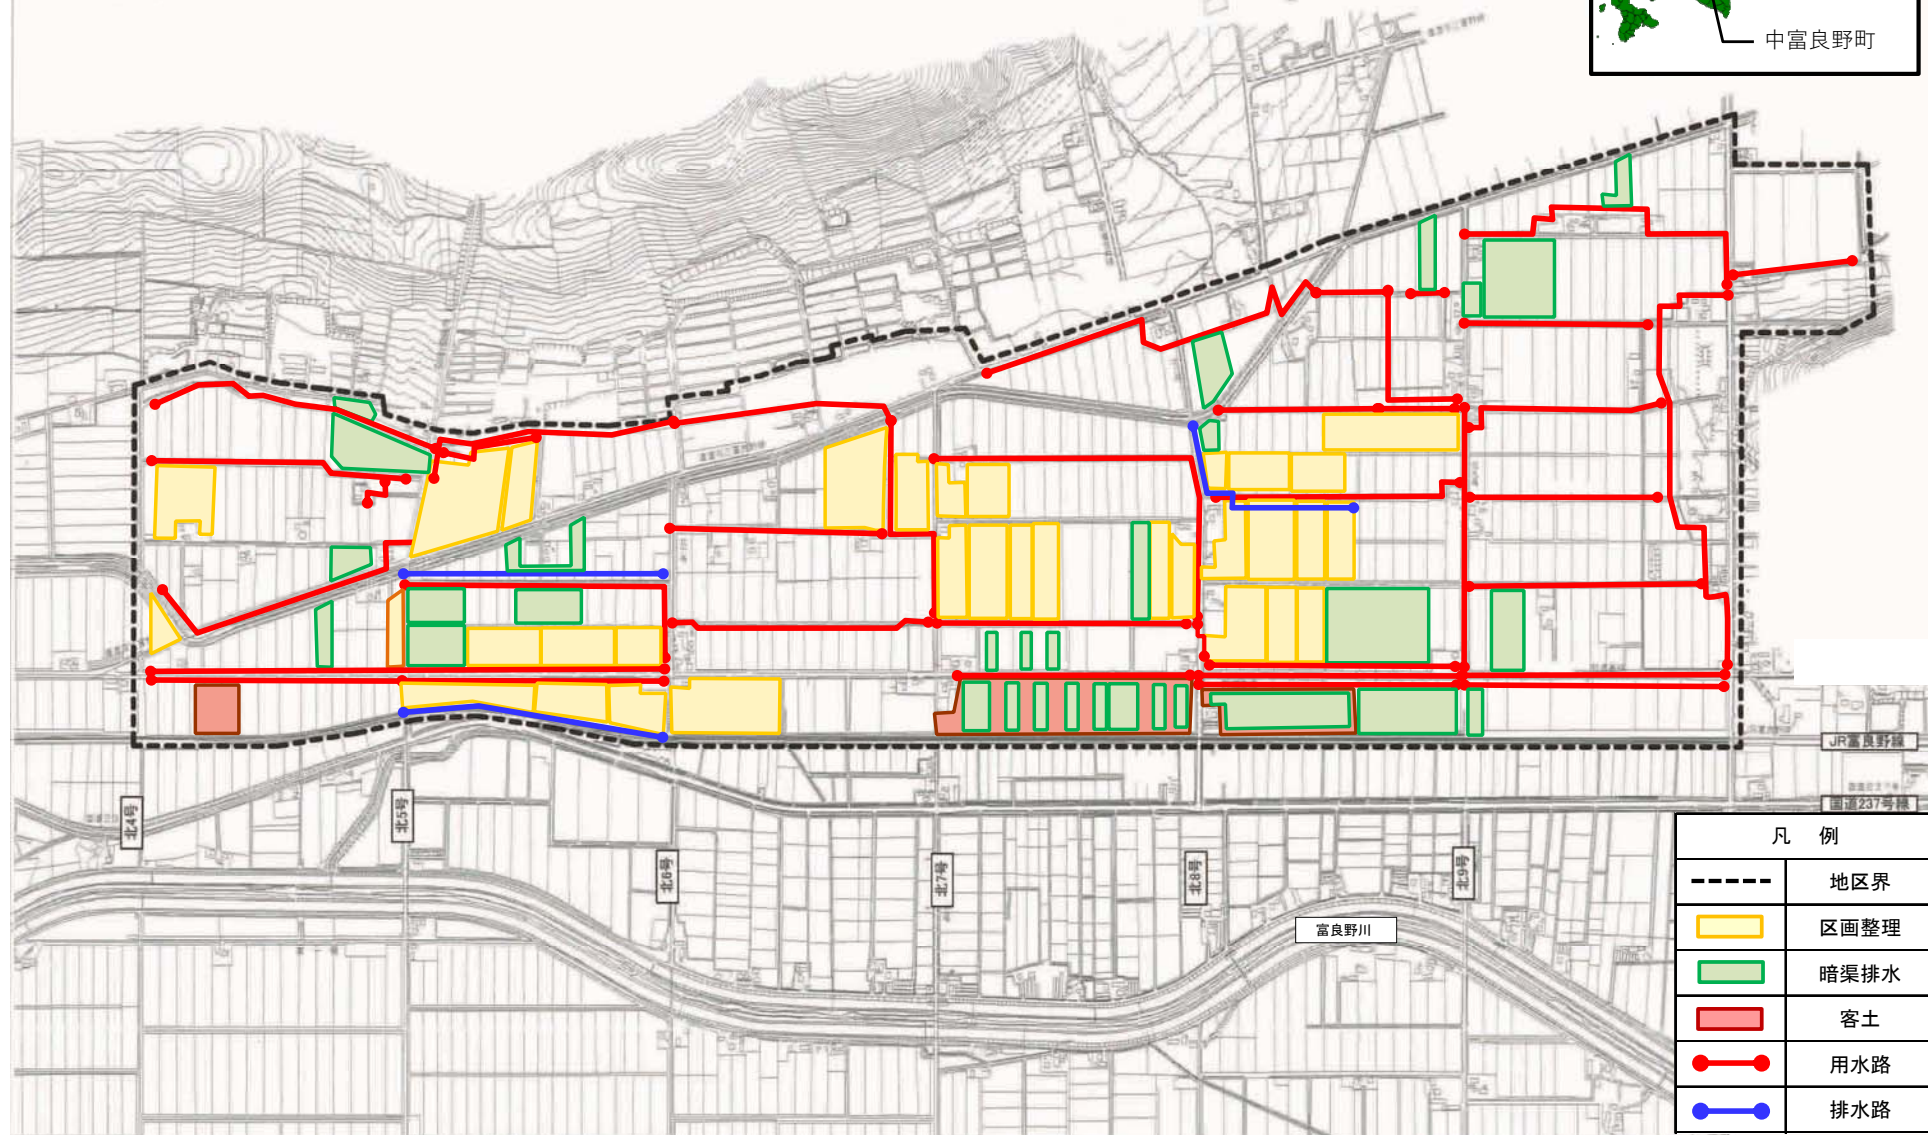 中富良野町
JR富良野線
国道237号線
北4号
北5号
北6号
北7号
北8号
北9号
富良野川
凡 例
地区界
区画整理
暗渠排水
客土
用水路
排水路